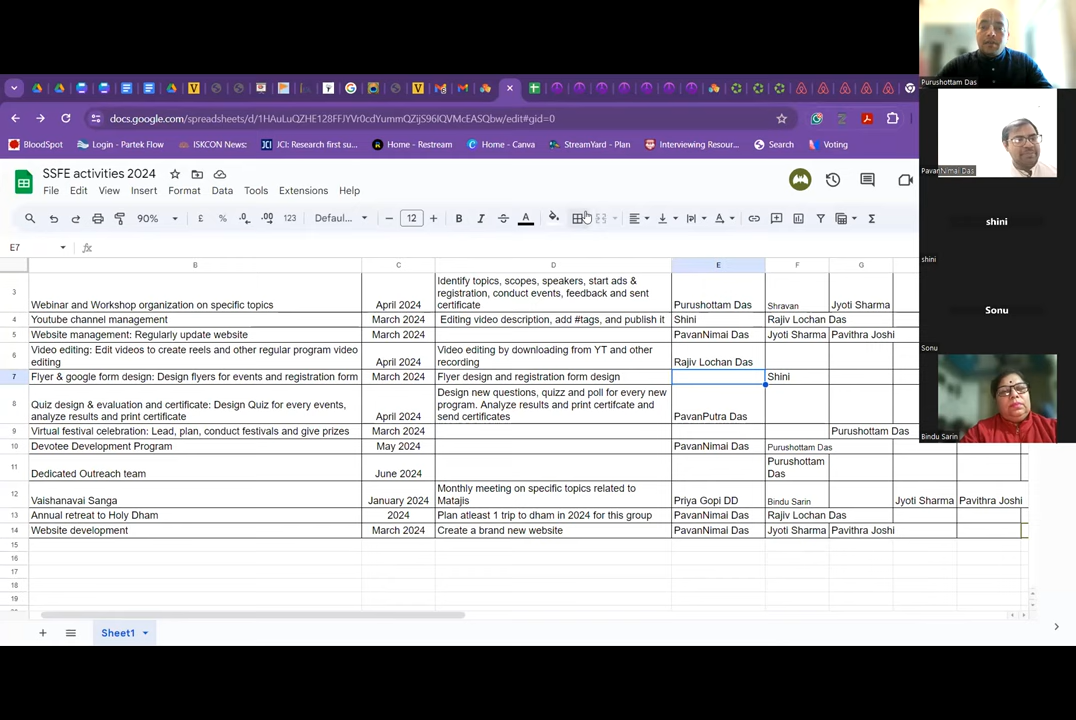 Purushottam Das
docs.google.com/spreadsheets/d/1HAuLuQZHE128FFJYVr0cdYummQZijS96IQVMcEASQbw/edit#gid=0
BloodSpot
Login - Partek Flow
ISKCON News:
JCI: Research first su...
Home - Restream
Home - Canva
StreamYard - Plan
Interviewing Resour...
Search
Voting
PavanNimai Das
SSFE activities 2024
File Edit View Insert Format Data Tools Extensions Help
90% £ % .0 .00 123 Defaul... 12 B I A Σ
shini
shini
E7 fx
B C D E F G
3 Webinar and Workshop organization on specific topics April 2024 Identify topics, scopes, speakers, start ads & registration, conduct events, feedback and sent certificate Purushottam Das Shravan Jyoti Sharma
4 Youtube channel management March 2024 Editing video description, add #tags, and publish it Shini Rajiv Lochan Das
5 Website management: Regularly update website March 2024 PavanNimai Das Jyoti Sharma Pavithra Joshi
Sonu
Sonu
6 Video editing: Edit videos to create reels and other regular program video editing April 2024 Video editing by downloading from YT and other recording Rajiv Lochan Das
7 Flyer & google form design: Design flyers for events and registration form March 2024 Flyer design and registration form design Shini
8 Quiz design & evaluation and certificate: Design Quiz for every events, analyze results and print certificate April 2024 Design new questions, quizz and poll for every new program. Analyze results and print certifcate and send certificates PavanPutra Das
9 Virtual festival celebration: Lead, plan, conduct festivals and give prizes March 2024 Purushottam Das
Bindu Sarin
10 Devotee Development Program May 2024 PavanNimai Das Purushottam Das
11 Dedicated Outreach team June 2024 Purushottam Das
12 Vaishanavai Sanga January 2024 Monthly meeting on specific topics related to Matajis Priya Gopi DD Bindu Sarin Jyoti Sharma Pavithra Joshi
13 Annual retreat to Holy Dham 2024 Plan atleast 1 trip to dham in 2024 for this group PavanNimai Das Rajiv Lochan Das
14 Website development March 2024 Create a brand new website PavanNimai Das Jyoti Sharma Pavithra Joshi
15
16
17
18
19
Sheet1